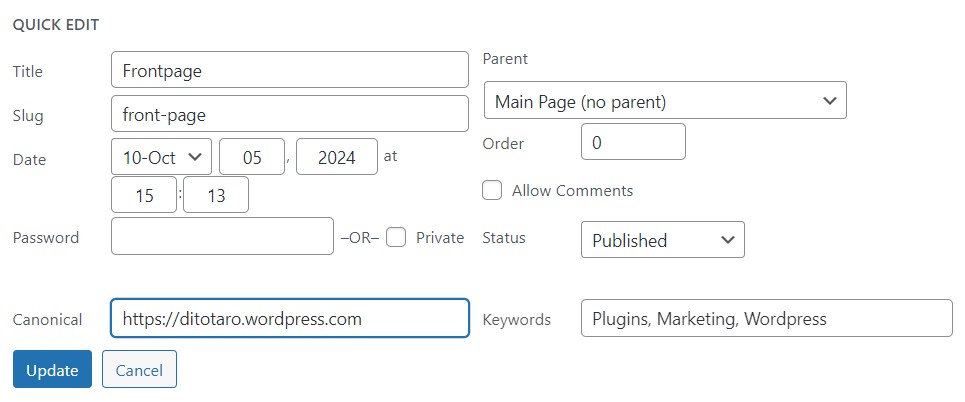 QUICK EDIT
Title Frontpage
Slug front-page
Date 10-Oct 05 , 2024 at
15 : 13
Password –OR– Private
Parent
Main Page (no parent)
Order 0
Allow Comments
Status Published
Canonical https://ditotaro.wordpress.com
Keywords Plugins, Marketing, Wordpress
Update Cancel